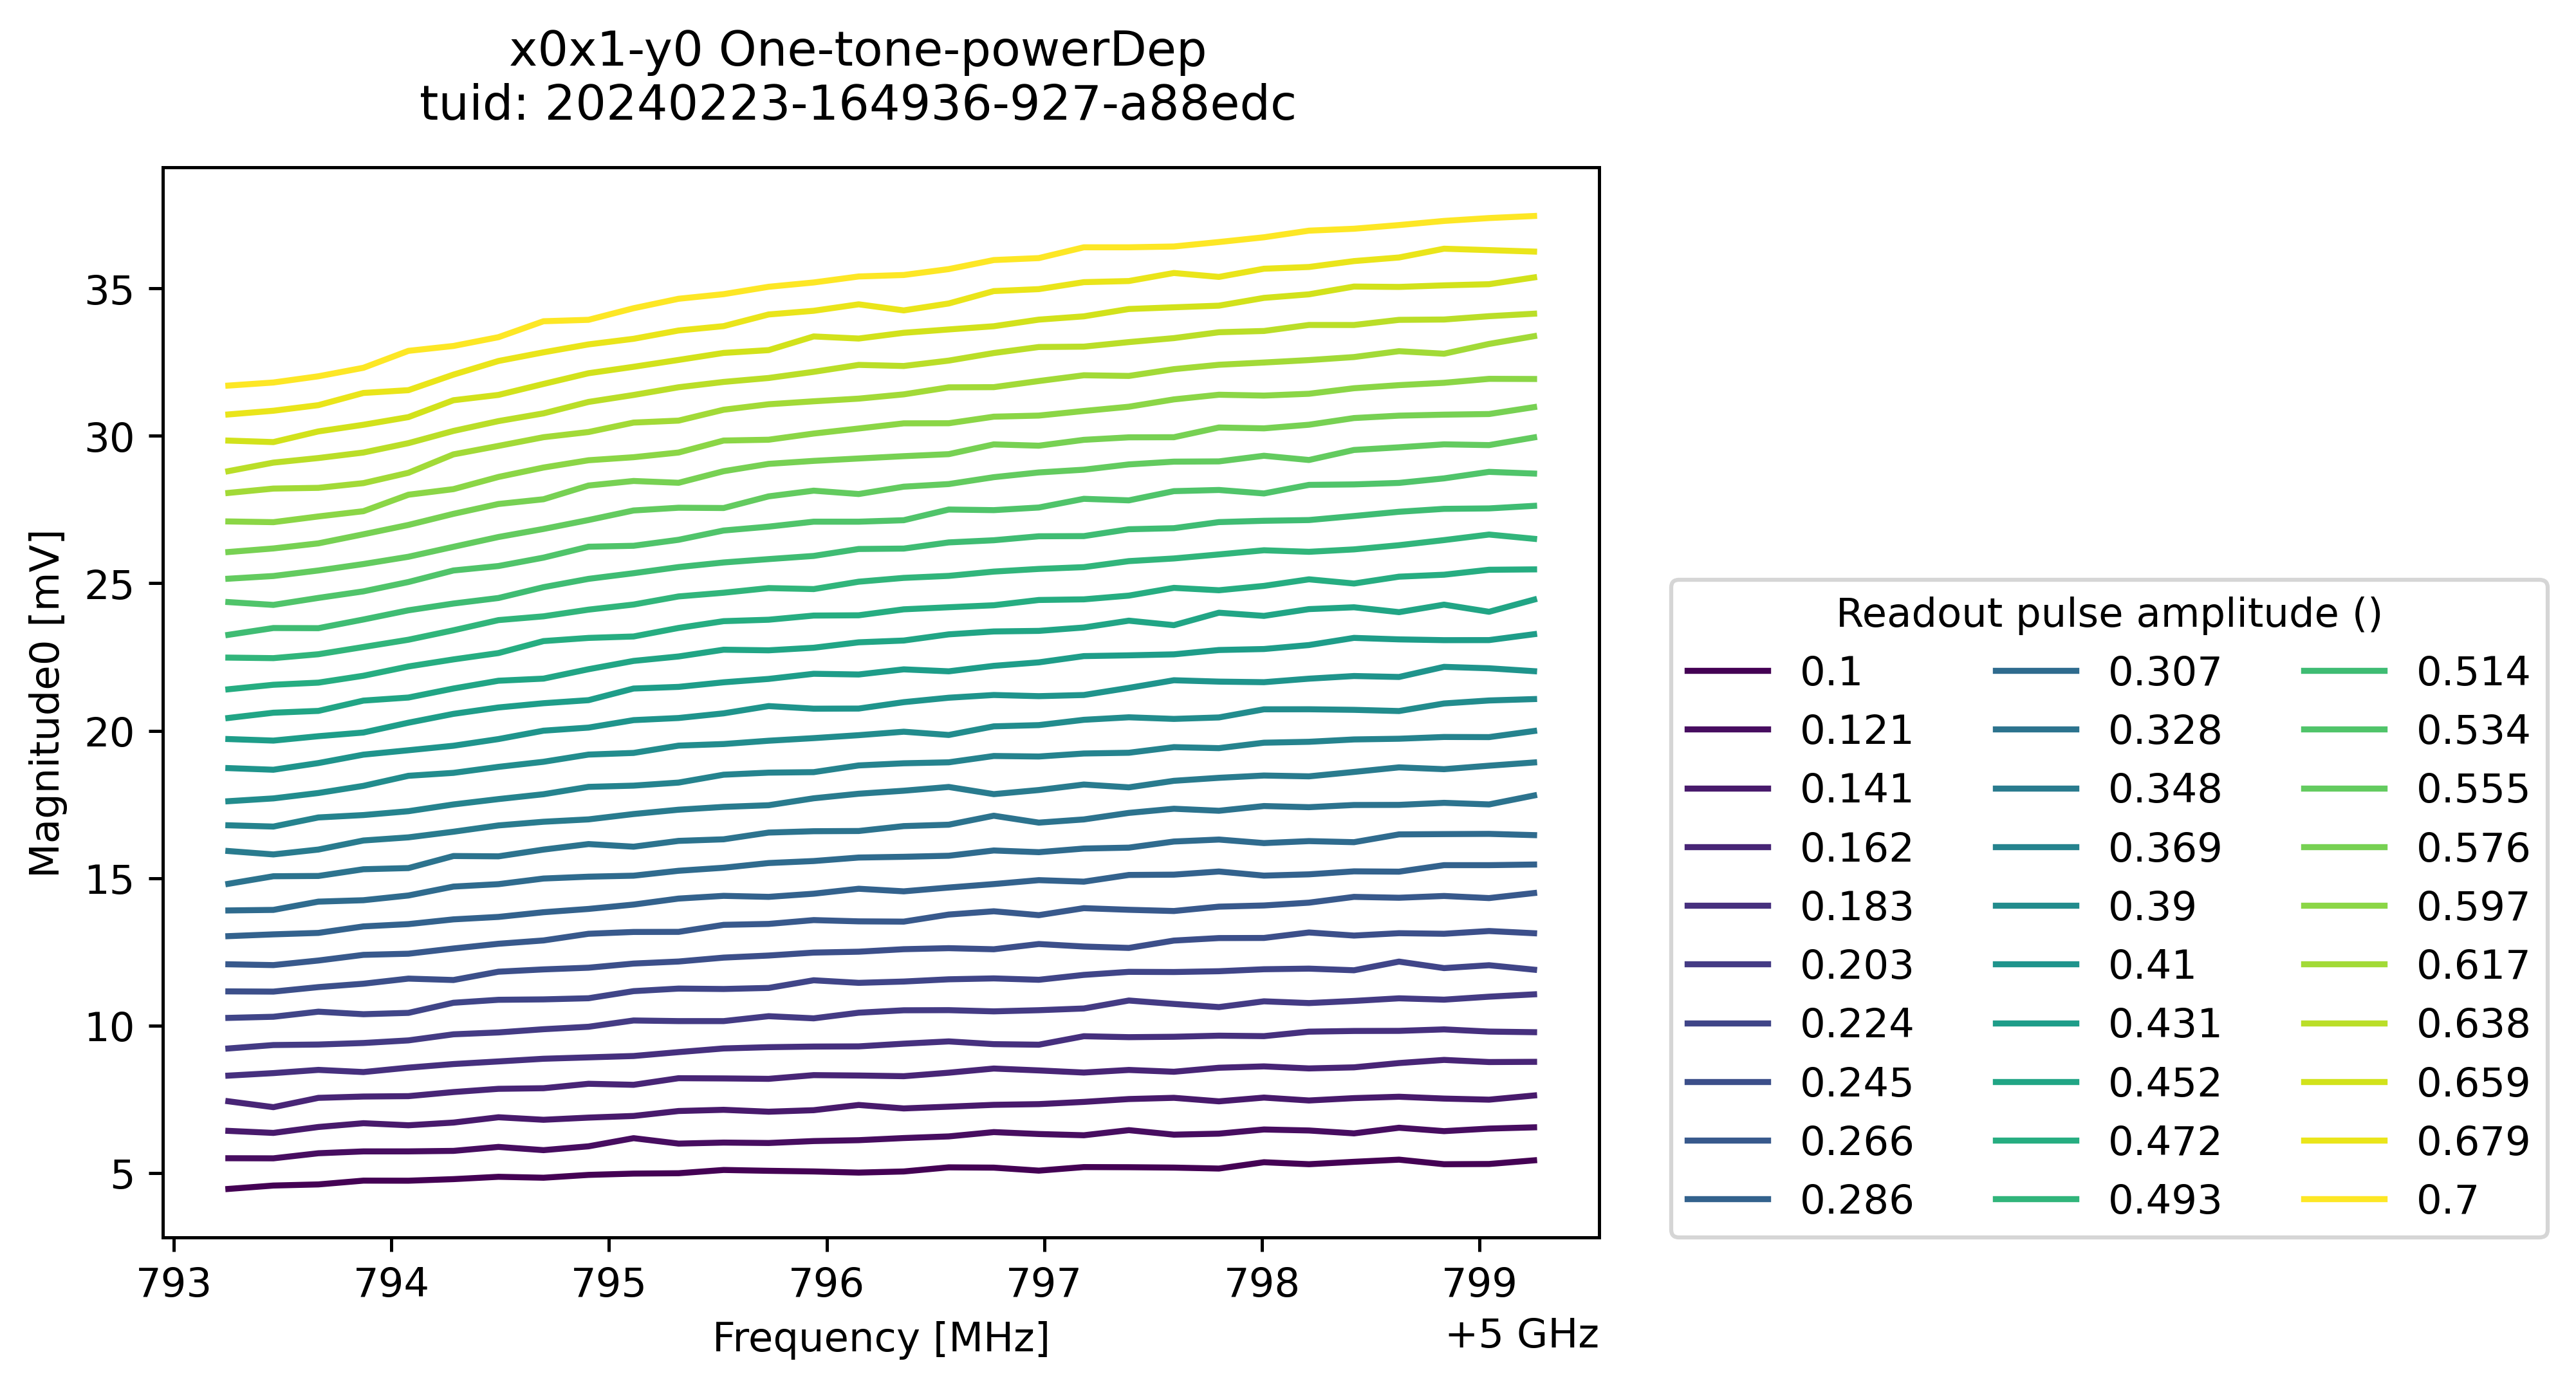 x0x1-y0 One-tone-powerDep
tuid: 20240223-164936-927-a88edc
Magnitude0 [mV]
35
30
25
20
15
10
5
793 794 795 796 797 798 799
Frequency [MHz]
+5 GHz
Readout pulse amplitude ()
0.1 0.307 0.514
0.121 0.328 0.534
0.141 0.348 0.555
0.162 0.369 0.576
0.183 0.39 0.597
0.203 0.41 0.617
0.224 0.431 0.638
0.245 0.452 0.659
0.266 0.472 0.679
0.286 0.493 0.7